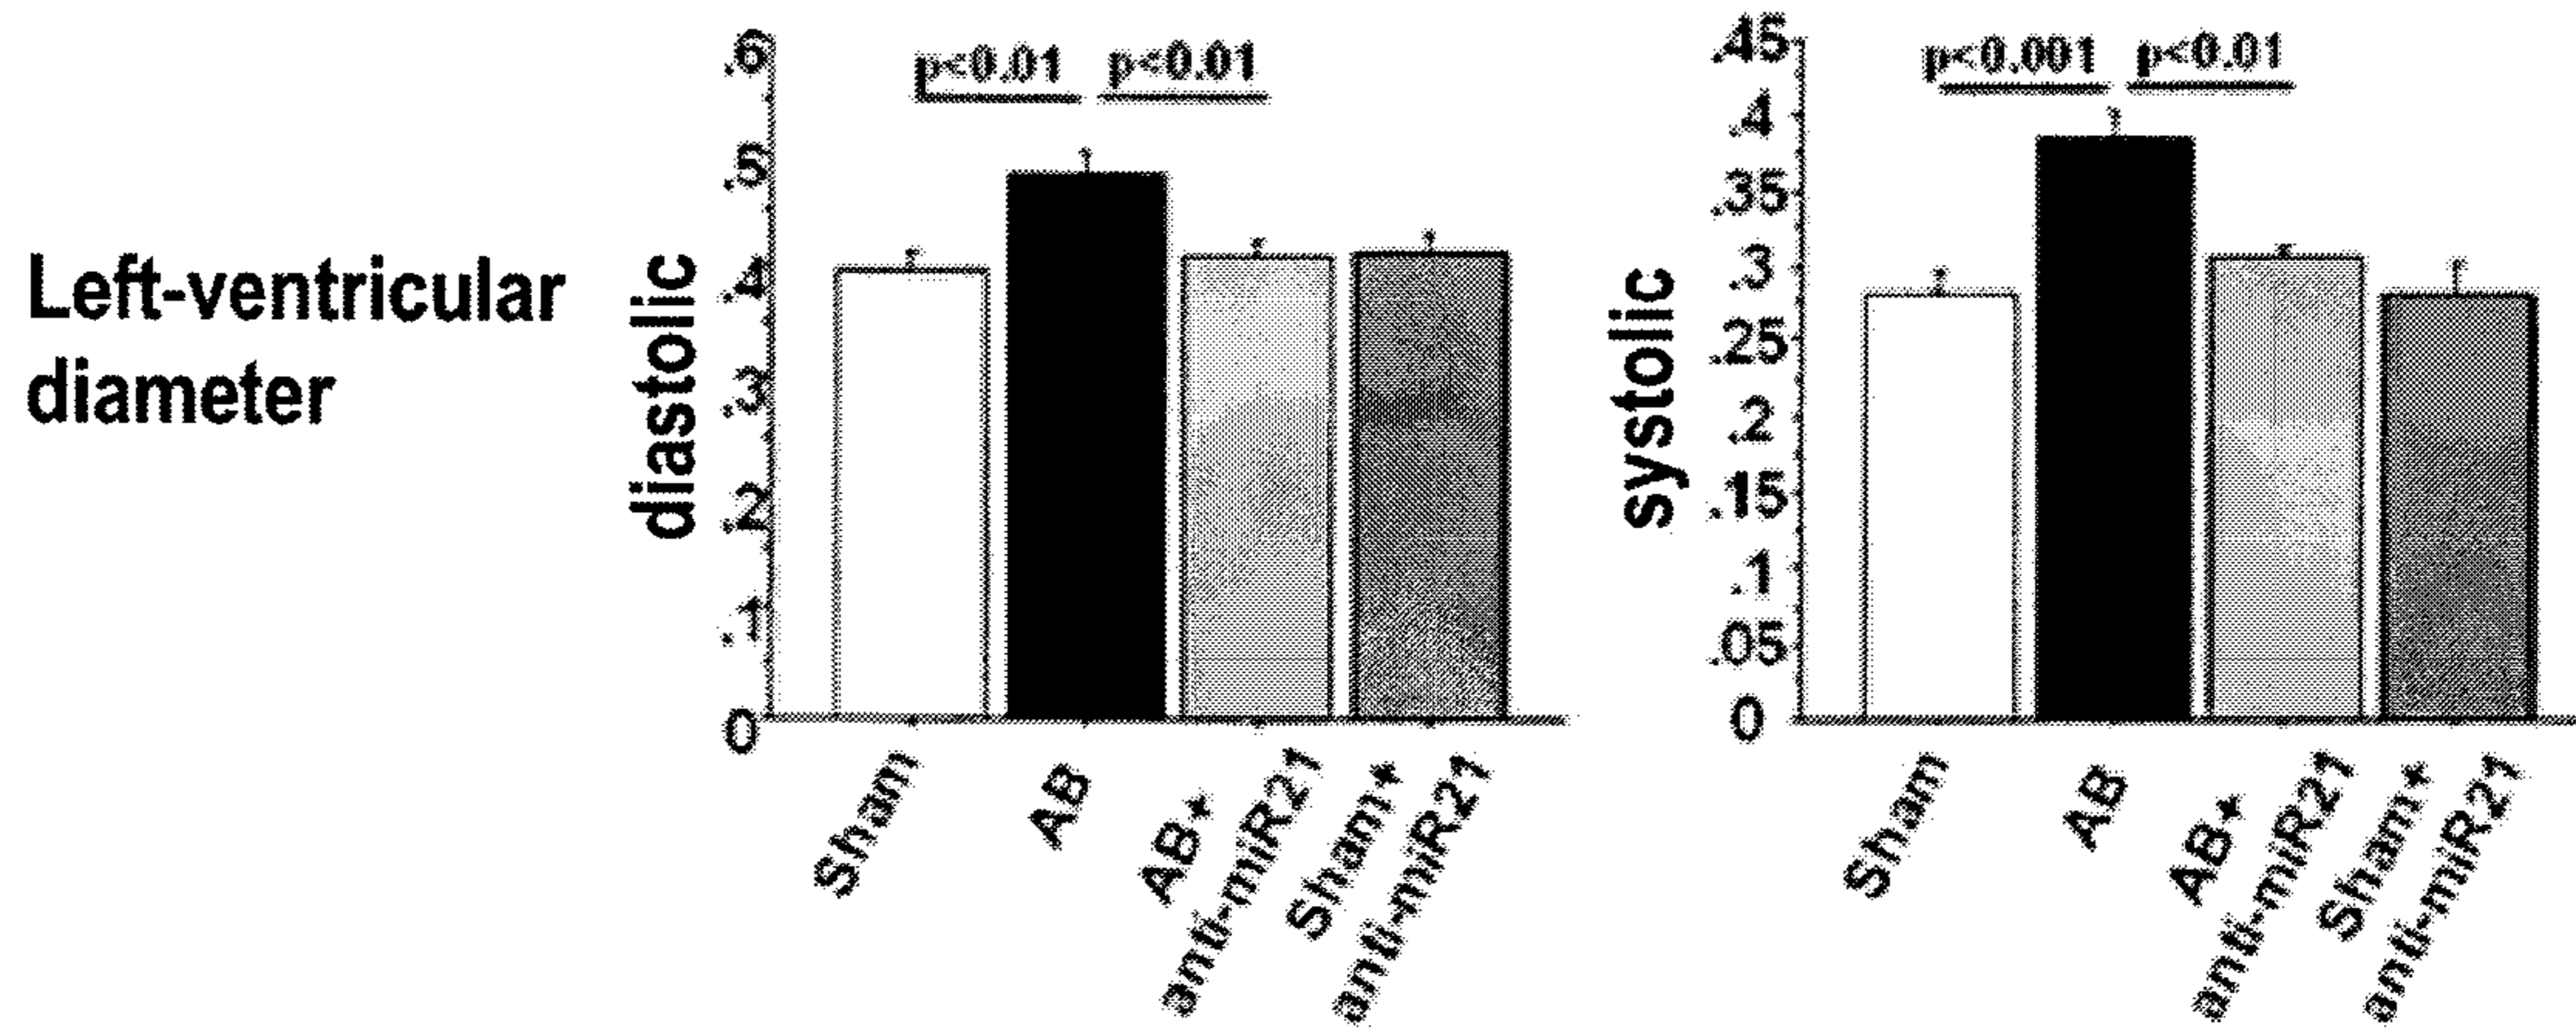 Left-ventricular
diameter
diastolic
.6
.5
.4
.3
.2
.1
0
p<0.01 p<0.01
Sham
AB
AB+
anti-miR21
Sham+
anti-miR21
systolic
.45
.4
.35
.3
.25
.2
.15
.1
.05
0
p<0.001 p<0.01
Sham
AB
AB+
anti-miR21
Sham+
anti-miR21